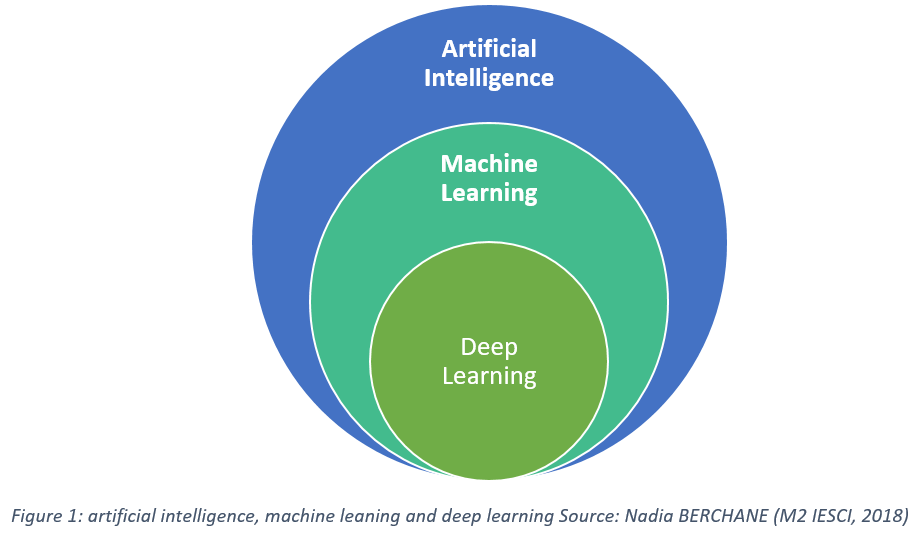 Artificial
Intelligence
Machine
Learning
Deep
Learning
Figure 1: artificial intelligence, machine leaning and deep learning Source: Nadia BERCHANE (M2 IESCI, 2018)